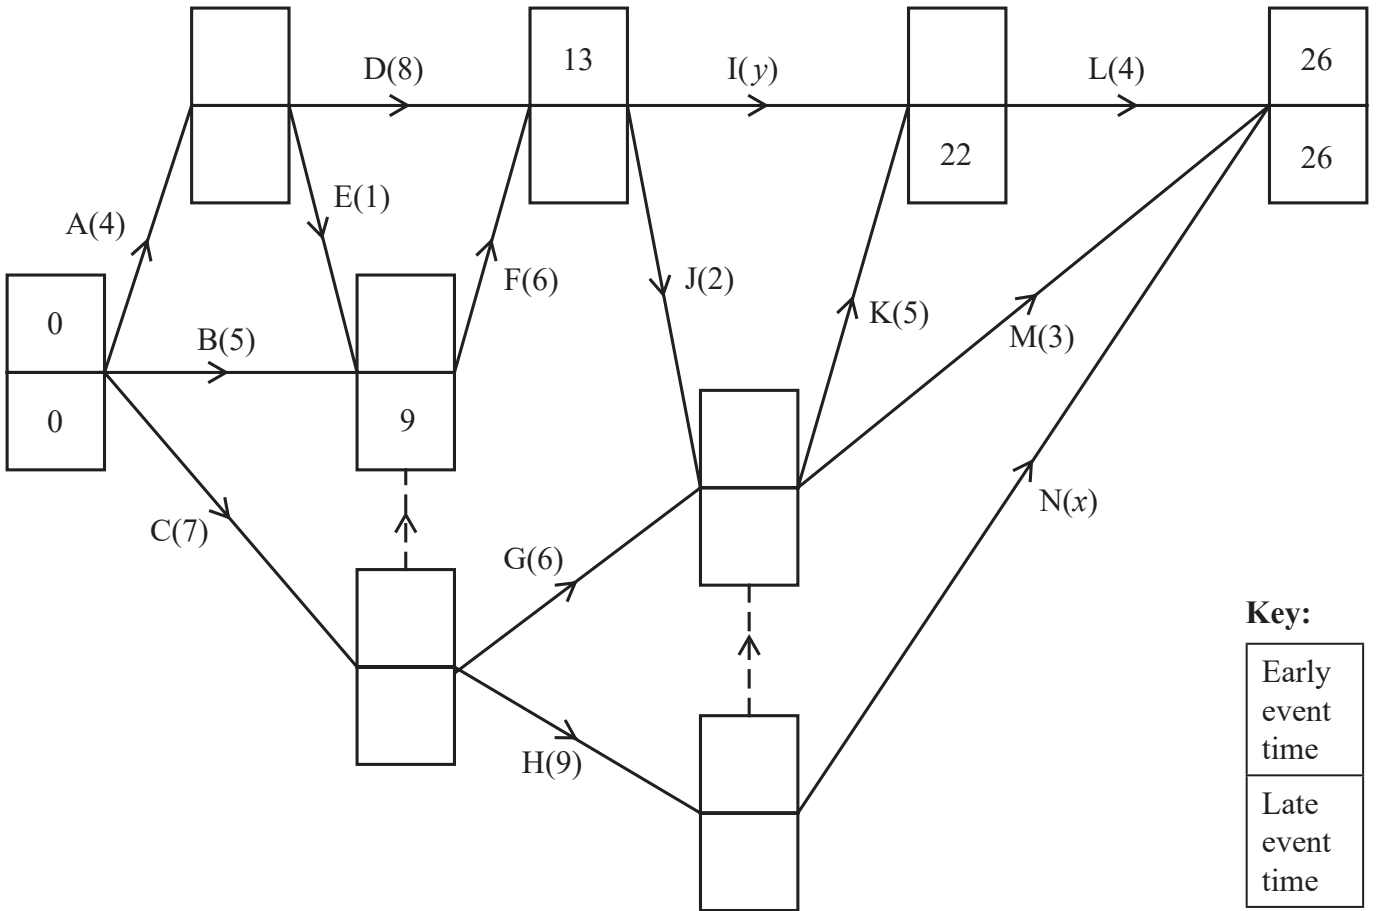 D(8)
13
I(y)
L(4)
26
22
26
E(1)
A(4)
F(6)
J(2)
0
B(5)
K(5)
M(3)
0
9
C(7)
N(x)
G(6)
H(9)
Key:
Early
event
time
Late
event
time